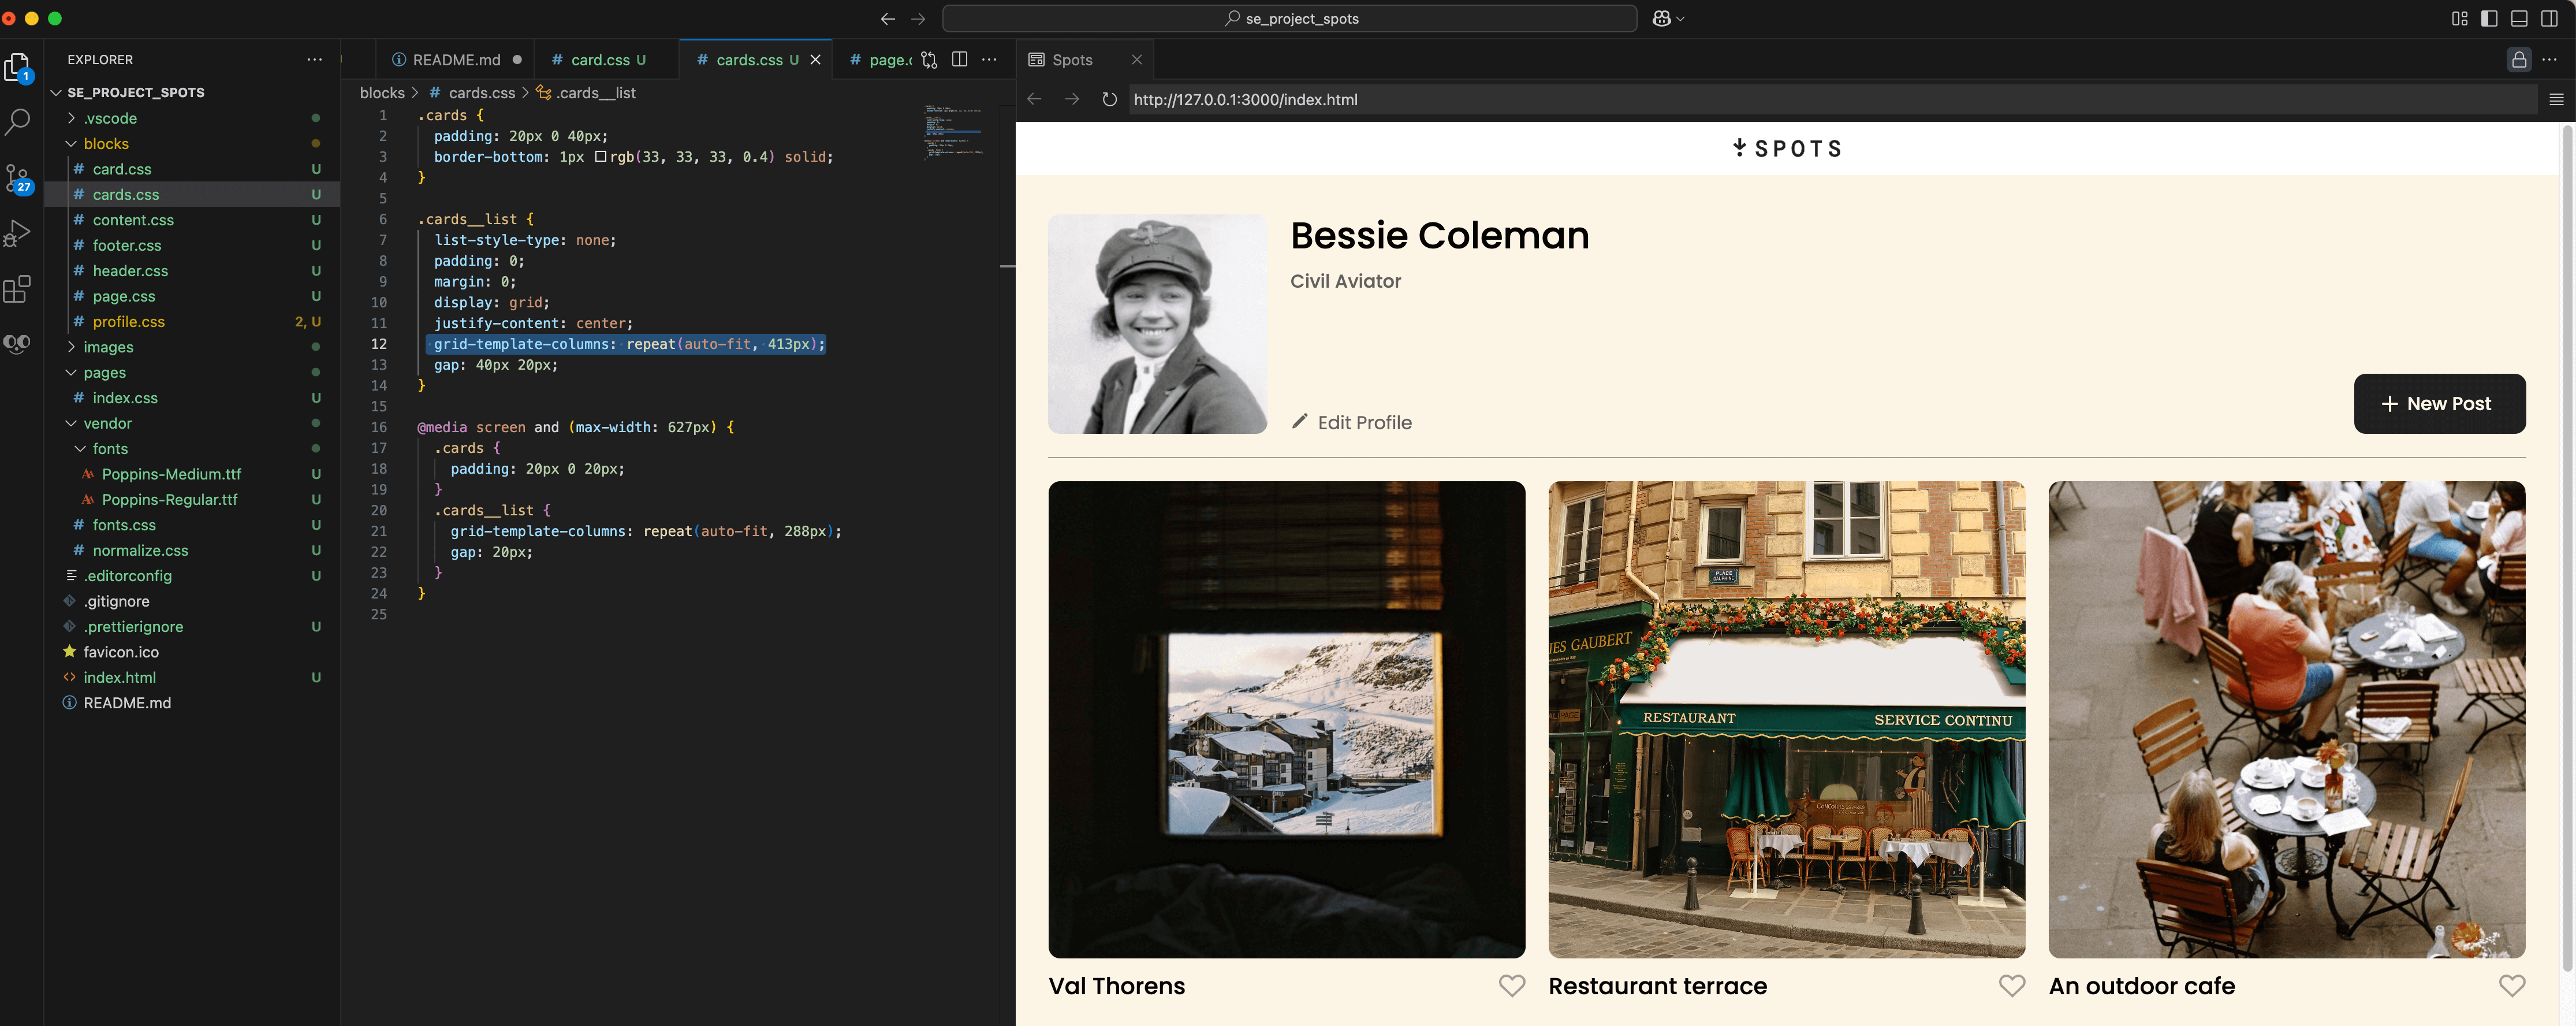 se_project_spots
EXPLORER
1
27
SE_PROJECT_SPOTS
.vscode
blocks
card.css U
cards.css U
content.css U
footer.css U
header.css U
page.css U
profile.css 2, U
images
pages
index.css U
vendor
fonts
Poppins-Medium.ttf U
Poppins-Regular.ttf U
fonts.css U
normalize.css U
.editorconfig U
.gitignore
.prettierignore U
favicon.ico
index.html U
README.md
README.md
card.css U
cards.css U
page.c
blocks > cards.css > .cards__list
1 .cards {
2 padding: 20px 0 40px;
3 border-bottom: 1px rgb(33, 33, 33, 0.4) solid;
4 }
5
6 .cards__list {
7 list-style-type: none;
8 padding: 0;
9 margin: 0;
10 display: grid;
11 justify-content: center;
12 grid-template-columns: repeat(auto-fit, 413px);
13 gap: 40px 20px;
14 }
15
16 @media screen and (max-width: 627px) {
17 .cards {
18 padding: 20px 0 20px;
19 }
20 .cards__list {
21 grid-template-columns: repeat(auto-fit, 288px);
22 gap: 20px;
23 }
24 }
25
Spots
http://127.0.0.1:3000/index.html
SPOTS
Bessie Coleman
Civil Aviator
Edit Profile
+ New Post
PLACE
DAUPHINE
IES GAUBERT
RESTAURANT SERVICE CONTINU
Val Thorens
Restaurant terrace
An outdoor cafe